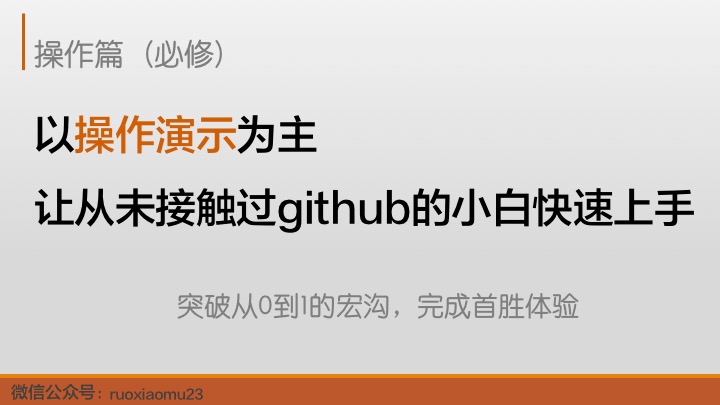 操作篇（必修）
以操作演示为主
让从未接触过github的小白快速上手
突破从0到1的宏沟，完成首胜体验
微信公众号：ruoxiaomu23